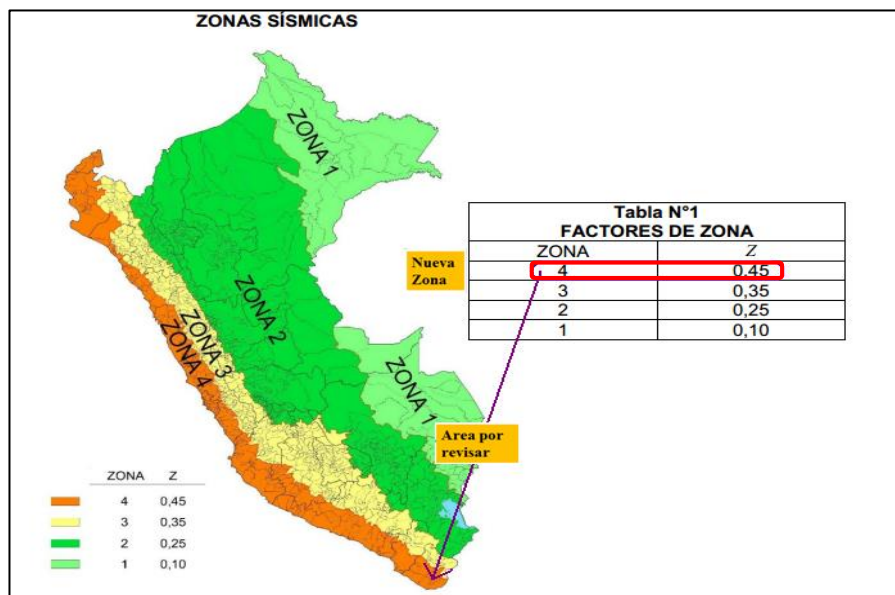 ZONAS SÍSMICAS
ZONA 1
ZONA 2
ZONA 3
ZONA 4
ZONA 1
Tabla N°1
FACTORES DE ZONA
ZONA Z
4 0,45
3 0,35
2 0,25
1 0,10
Nueva
Zona
Area por
revisar
ZONA Z
4 0,45
3 0,35
2 0,25
1 0,10